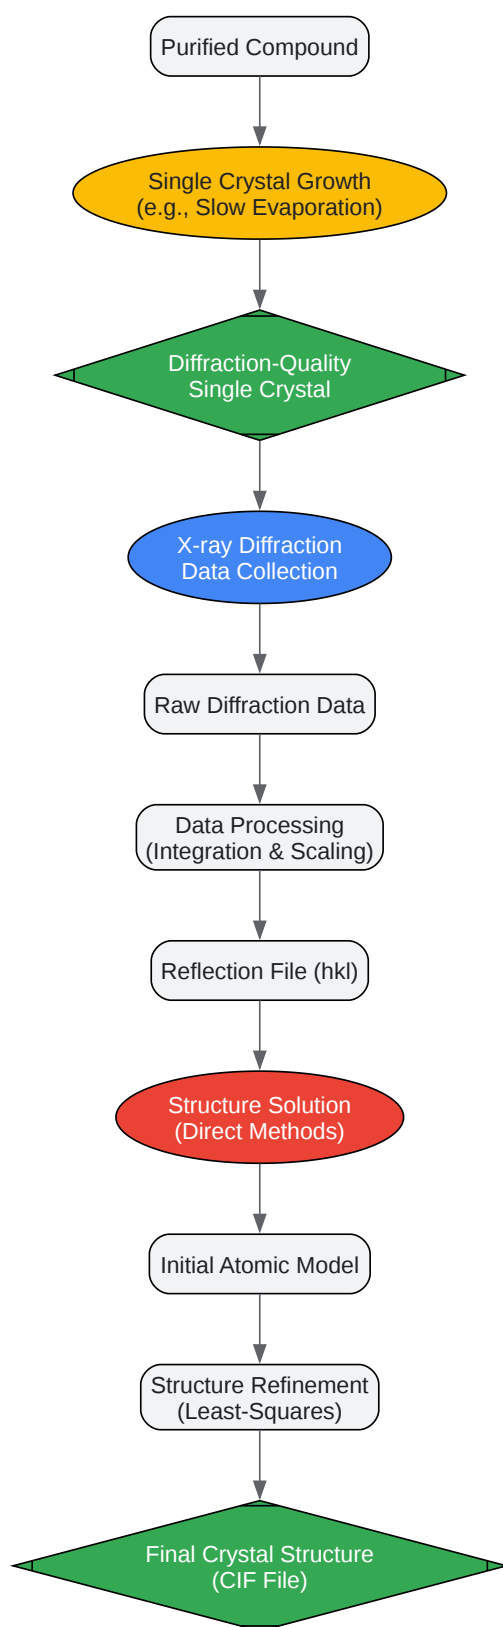 Purified Compound
Single Crystal Growth
(e.g., Slow Evaporation)
Diffraction-Quality
Single Crystal
X-ray Diffraction
Data Collection
Raw Diffraction Data
Data Processing
(Integration & Scaling)
Reflection File (hkl)
Structure Solution
(Direct Methods)
Initial Atomic Model
Structure Refinement
(Least-Squares)
Final Crystal Structure
(CIF File)